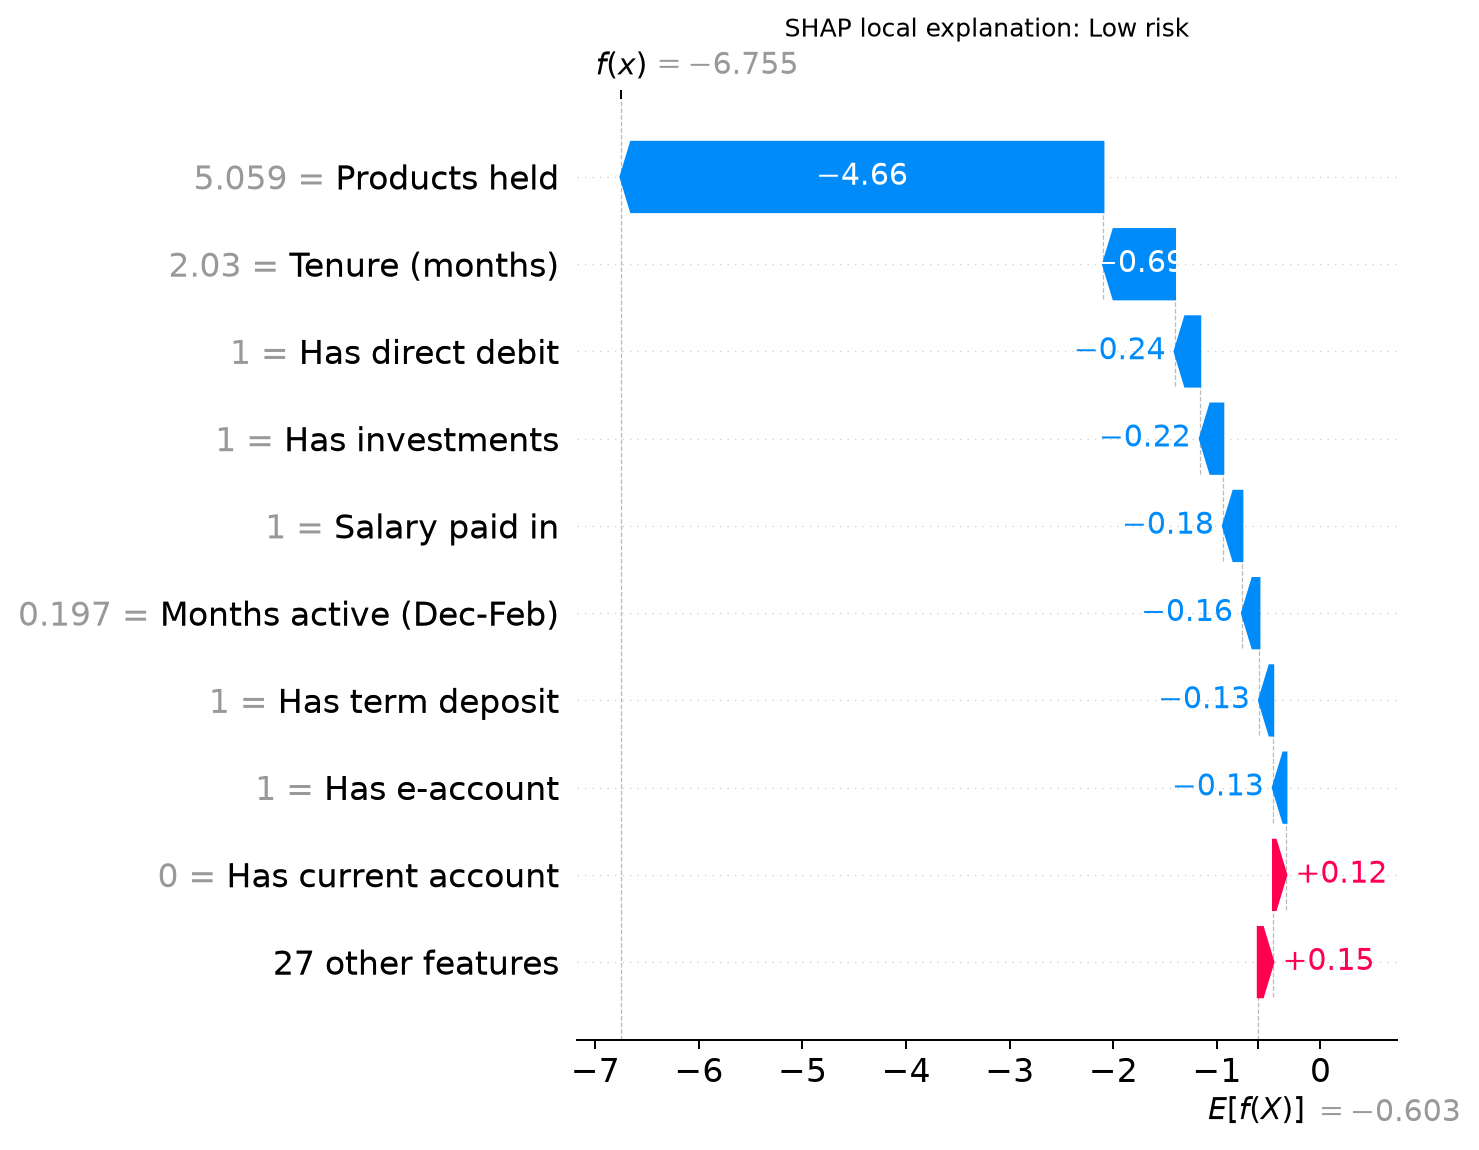 SHAP local explanation: Low risk
f(x) = −6.755
5.059 = Products held
−4.66
2.03 = Tenure (months)
−0.69
1 = Has direct debit
−0.24
1 = Has investments
−0.22
1 = Salary paid in
−0.18
0.197 = Months active (Dec-Feb)
−0.16
1 = Has term deposit
−0.13
1 = Has e-account
−0.13
0 = Has current account
+0.12
27 other features
+0.15
−7 −6 −5 −4 −3 −2 −1 0
E[f(X)] = −0.603